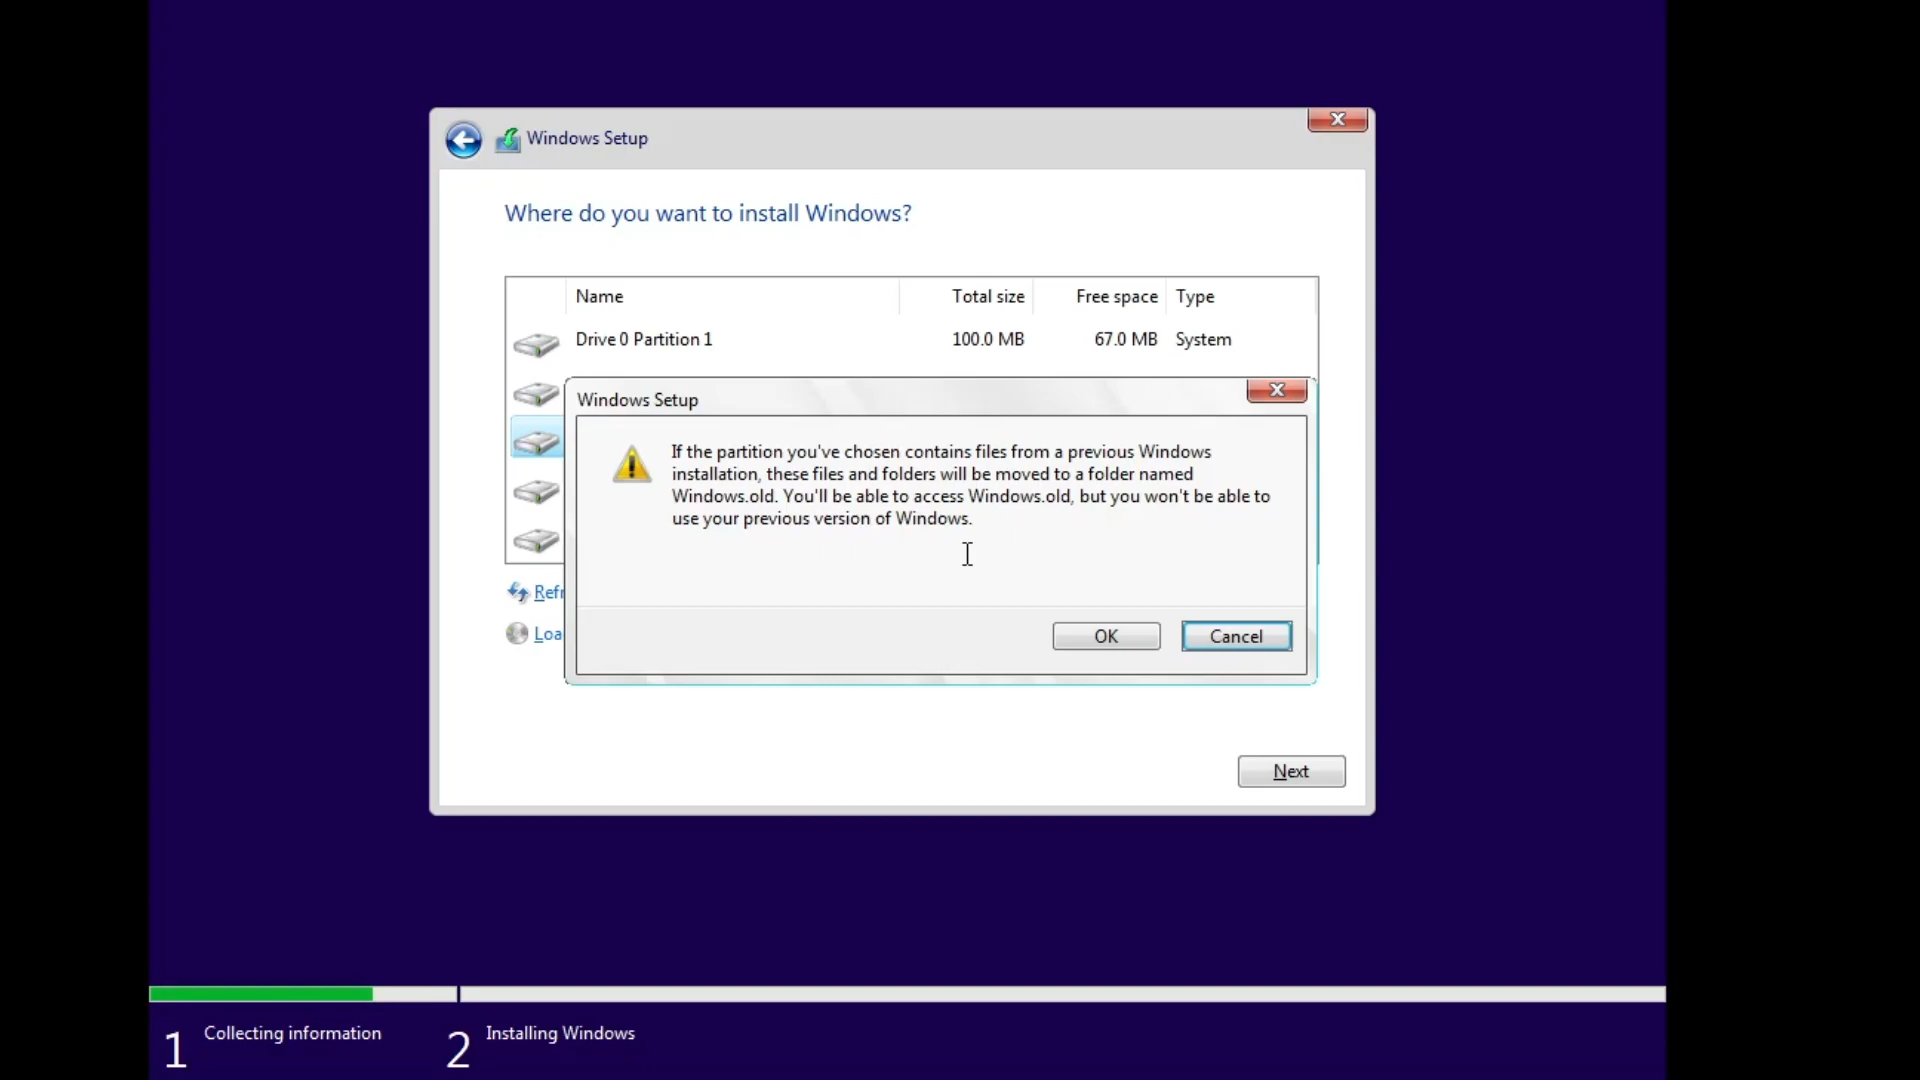 Windows Setup
Where do you want to install Windows?
Name Total size Free space Type
Drive 0 Partition 1 100.0 MB 67.0 MB System
Windows Setup
If the partition you've chosen contains files from a previous Windows
installation, these files and folders will be moved to a folder named
Windows.old. You'll be able to access Windows.old, but you won't be able to
use your previous version of Windows.
Refr
Loa
OK Cancel
Next
1 Collecting information 2 Installing Windows